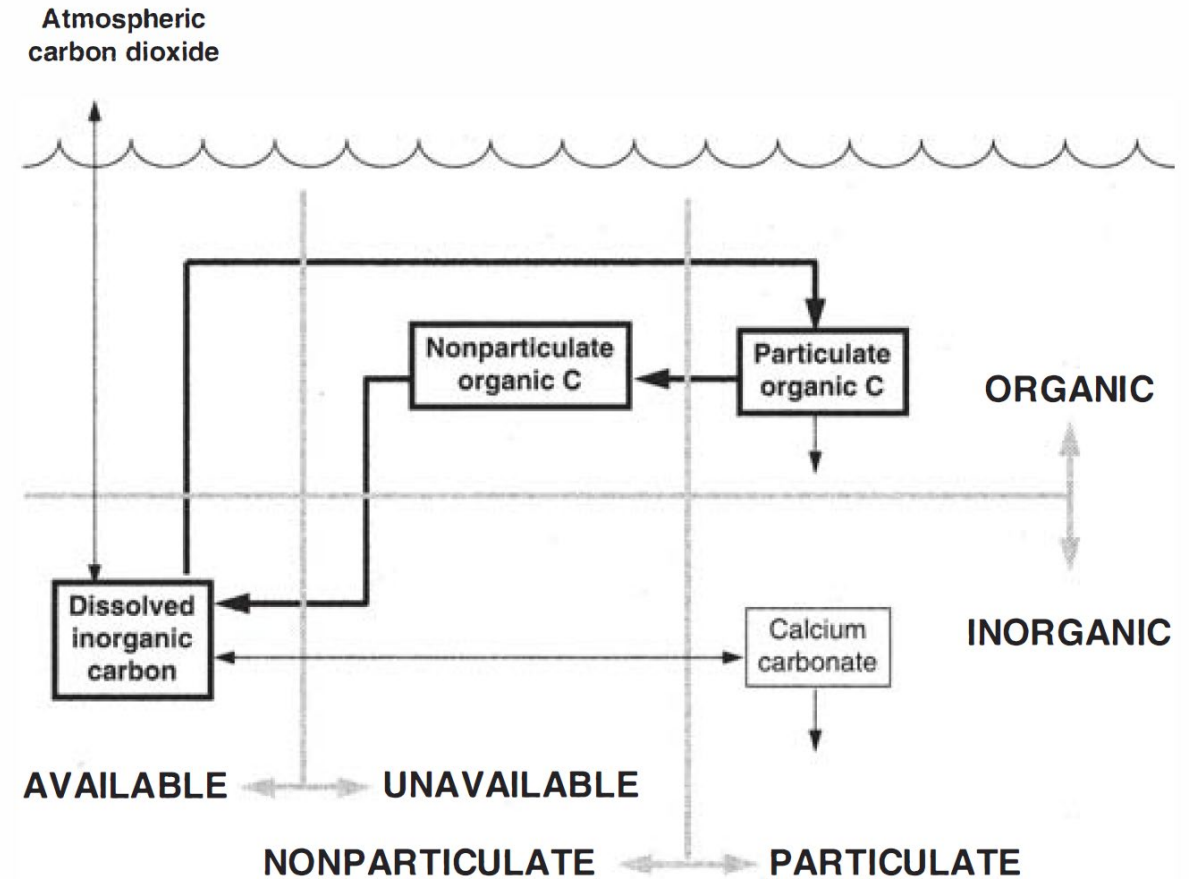 Atmospheric
carbon dioxide
Nonparticulate
organic C
Particulate
organic C
ORGANIC
Dissolved
inorganic
carbon
Calcium
carbonate
INORGANIC
AVAILABLE
UNAVAILABLE
NONPARTICULATE
PARTICULATE